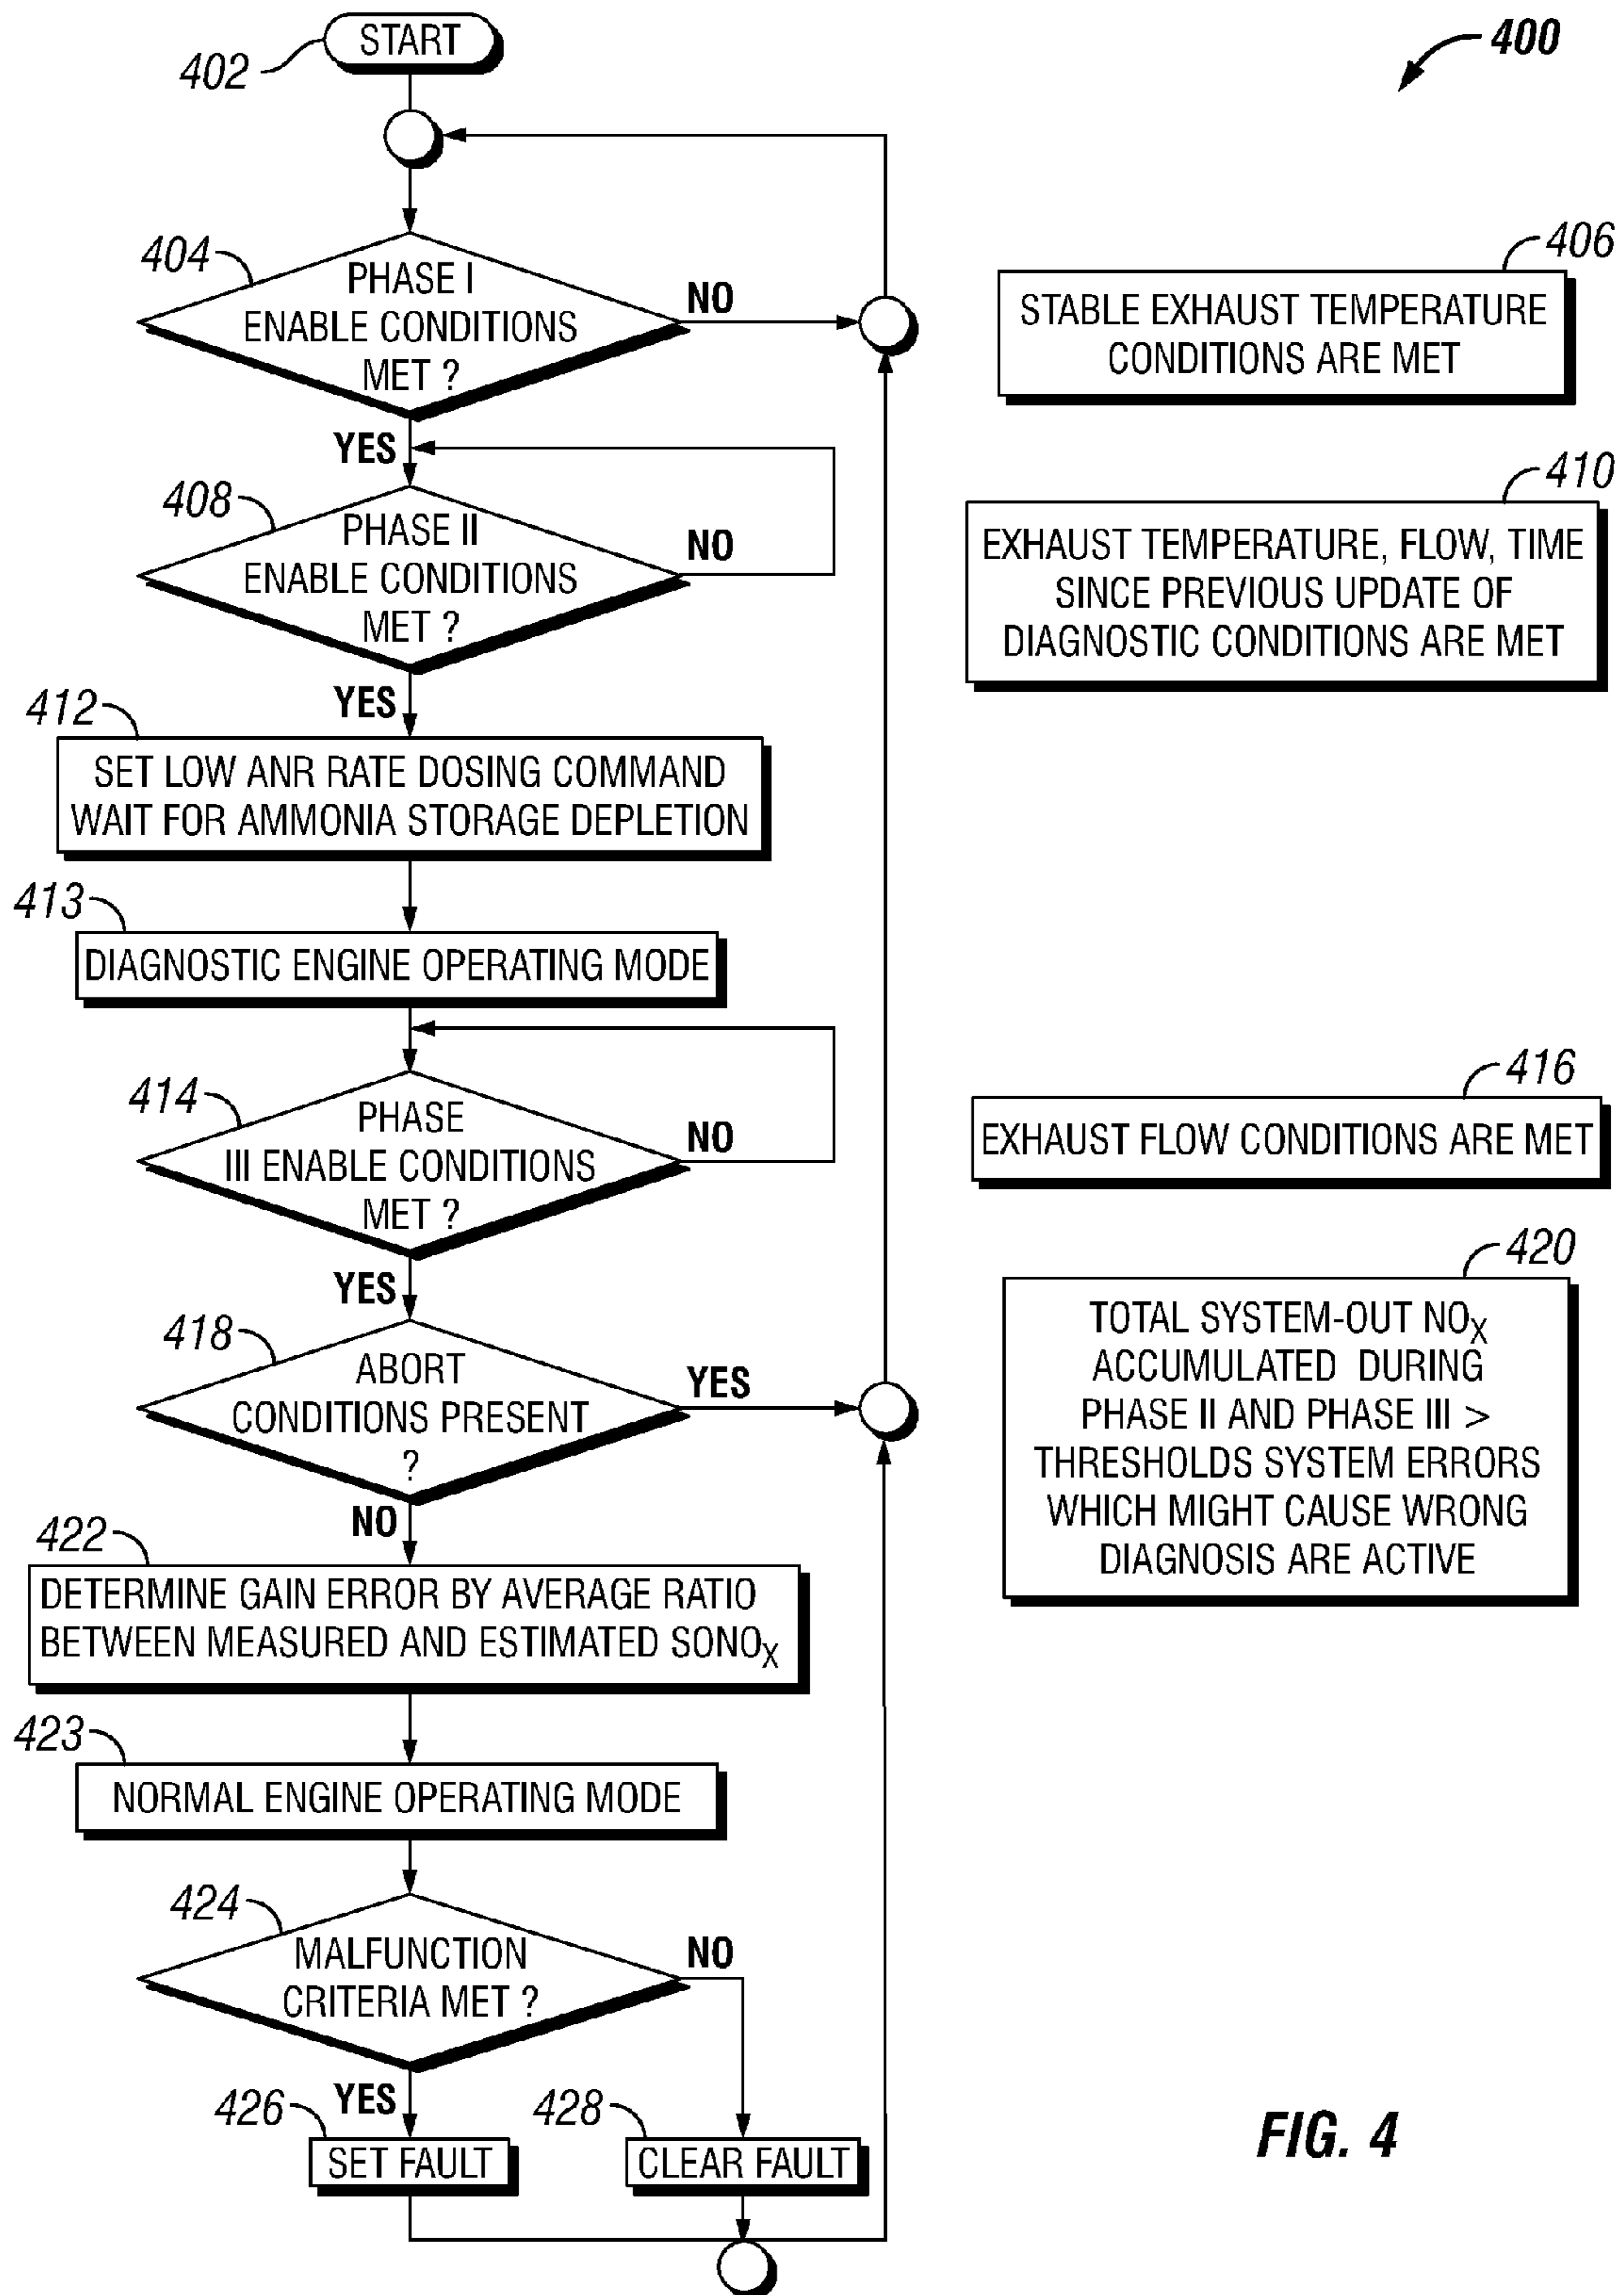 START
402
400
404
PHASE I
ENABLE CONDITIONS
MET ?
NO
YES
406
STABLE EXHAUST TEMPERATURE
CONDITIONS ARE MET
408
PHASE II
ENABLE CONDITIONS
MET ?
NO
YES
410
EXHAUST TEMPERATURE, FLOW, TIME
SINCE PREVIOUS UPDATE OF
DIAGNOSTIC CONDITIONS ARE MET
412
SET LOW ANR RATE DOSING COMMAND
WAIT FOR AMMONIA STORAGE DEPLETION
413
DIAGNOSTIC ENGINE OPERATING MODE
414
PHASE
III ENABLE CONDITIONS
MET ?
NO
YES
416
EXHAUST FLOW CONDITIONS ARE MET
418
ABORT
CONDITIONS PRESENT
?
YES
NO
420
TOTAL SYSTEM-OUT NOX
ACCUMULATED DURING
PHASE II AND PHASE III >
THRESHOLDS SYSTEM ERRORS
WHICH MIGHT CAUSE WRONG
DIAGNOSIS ARE ACTIVE
422
DETERMINE GAIN ERROR BY AVERAGE RATIO
BETWEEN MEASURED AND ESTIMATED SONOX
423
NORMAL ENGINE OPERATING MODE
424
MALFUNCTION
CRITERIA MET ?
NO
YES
426
SET FAULT
428
CLEAR FAULT
FIG. 4